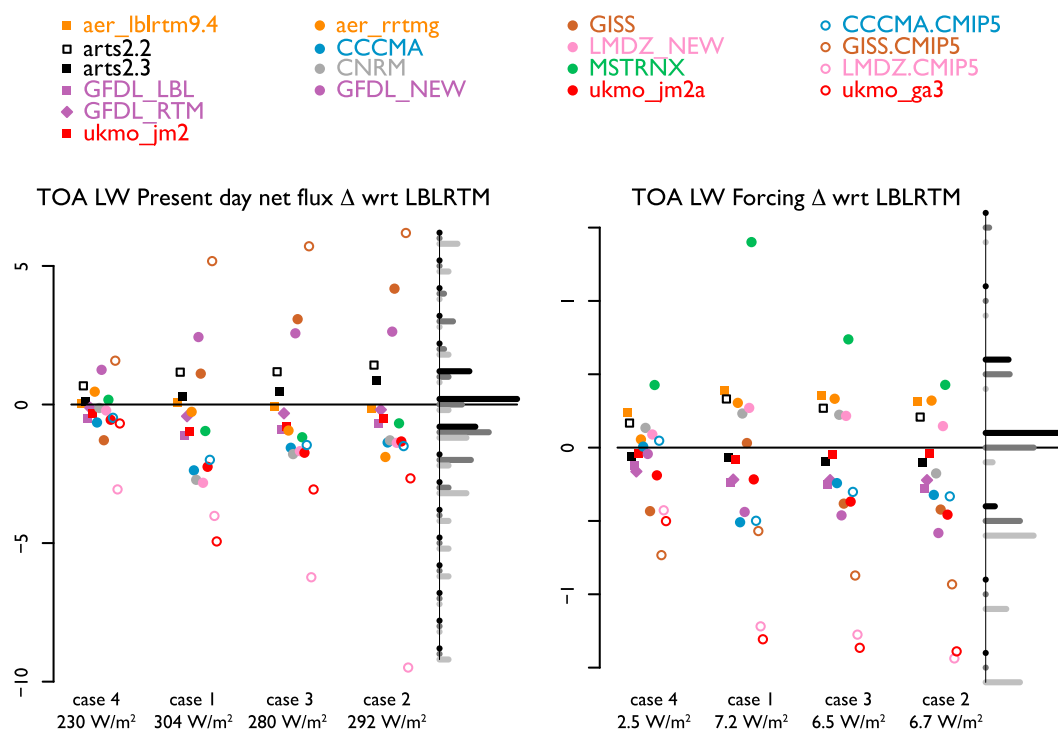 aer_lblrtm9.4
arts2.2
arts2.3
GFDL_LBL
GFDL_RTM
ukmo_jm2
aer_rrtmg
CCCMA
CNRM
GFDL_NEW
GISS
LMDZ_NEW
MSTRNX
ukmo_jm2a
CCCMA.CMIP5
GISS.CMIP5
LMDZ.CMIP5
ukmo_ga3
TOA LW Present day net flux Δ wrt LBLRTM
5
0
−5
−10
case 4
230 W/m²
case 1
304 W/m²
case 3
280 W/m²
case 2
292 W/m²
TOA LW Forcing Δ wrt LBLRTM
1
0
−1
case 4
2.5 W/m²
case 1
7.2 W/m²
case 3
6.5 W/m²
case 2
6.7 W/m²